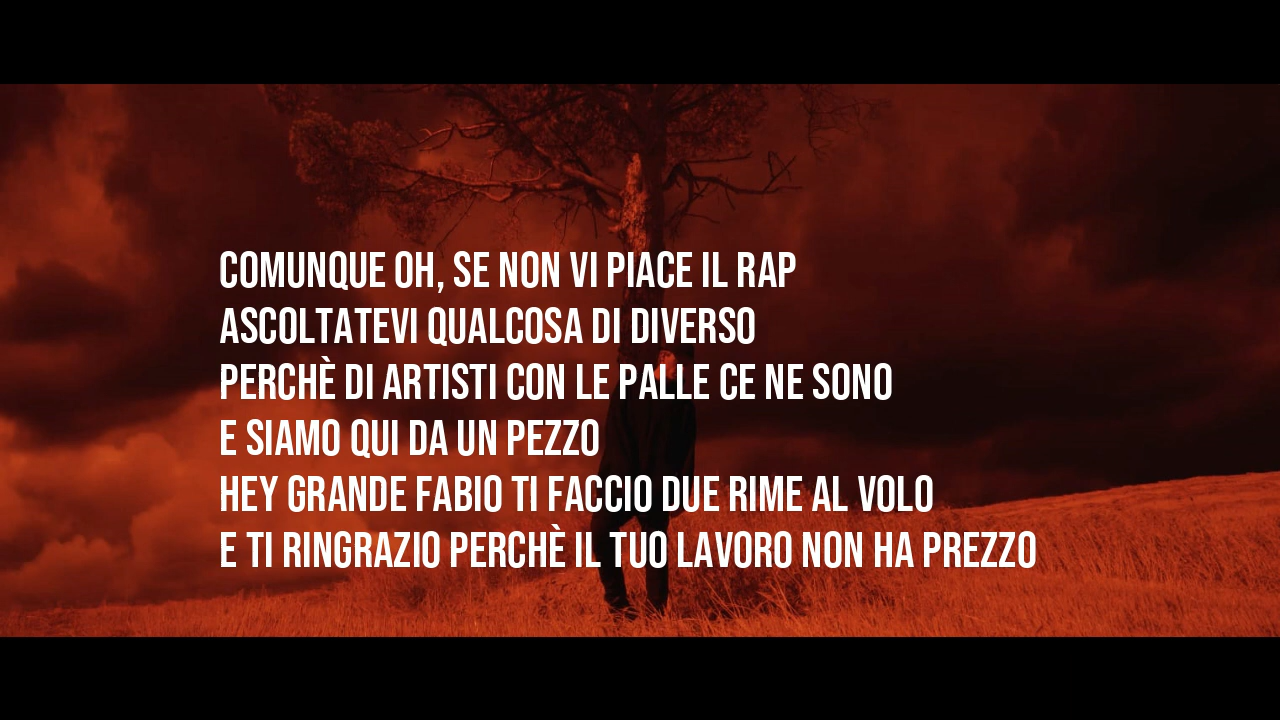 COMUNQUE OH, SE NON VI PIACE IL RAP
ASCOLTATEVI QUALCOSA DI DIVERSO
PERCHÈ DI ARTISTI CON LE PALLE CE NE SONO
E SIAMO QUI DA UN PEZZO
HEY GRANDE FABIO TI FACCIO DUE RIME AL VOLO
E TI RINGRAZIO PERCHÈ IL TUO LAVORO NON HA PREZZO